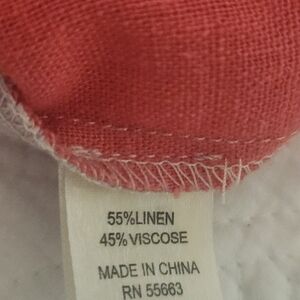 55%LINEN
45%VISCOSE
MADE IN CHINA
RN 55663